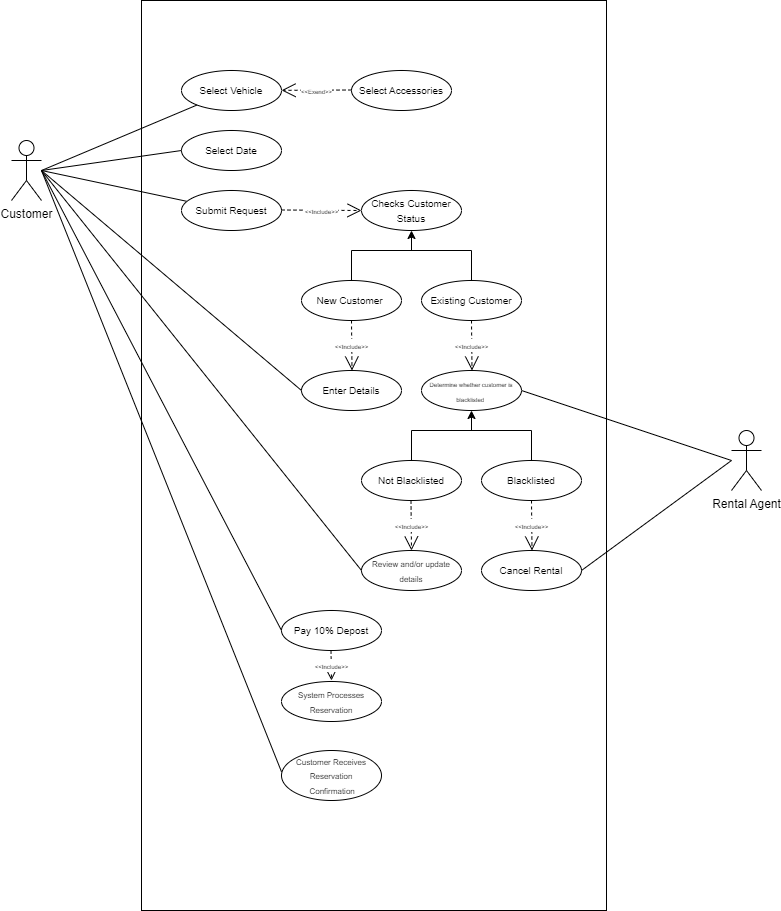 Select Vehicle
<<Exend>>
Select Accessories
Select Date
Customer
Submit Request
<<Include>>
Checks Customer
Status
New Customer
Existing Customer
<<Include>>
<<Include>>
Enter Details
Determine whether customer is
blacklisted
Not Blacklisted
Blacklisted
Rental Agent
<<Include>>
<<Include>>
Review and/or update
details
Cancel Rental
Pay 10% Depost
<<Include>>
System Processes
Reservation
Customer Receives
Reservation
Confirmation